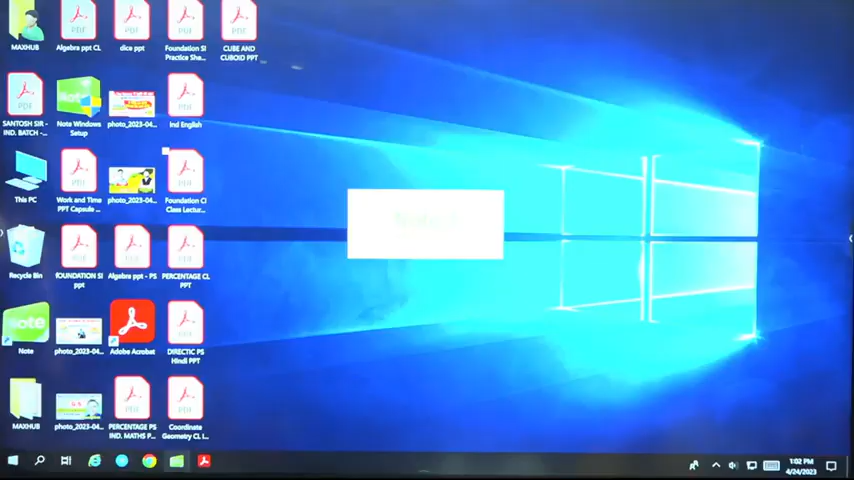 MAXHUB
Algebra ppt CL
dice ppt
Foundation SI
Practice Sha...
CUBE AND
CUBOID PPT ...
SANTOSH SIR -
IND. BATCH -...
Note Windows
Setup
photo_2023-04...
Ind English
This PC
Work and Time
PPT Capsule ...
photo_2023-04...
Foundation CI
Class Lectur...
Recycle Bin
fOUNDATION SI
ppt
Algebra ppt - PS
PERCENTAGE CL
PPT
Note
Note
photo_2023-04...
Adobe Acrobat
DIRECTIC PS
Hindi PPT
MAXHUB
photo_2023-04...
PERCENTAGE PS
IND. MATHS P...
Coordinate
Geometry CL I...
1:02 PM
4/24/2023